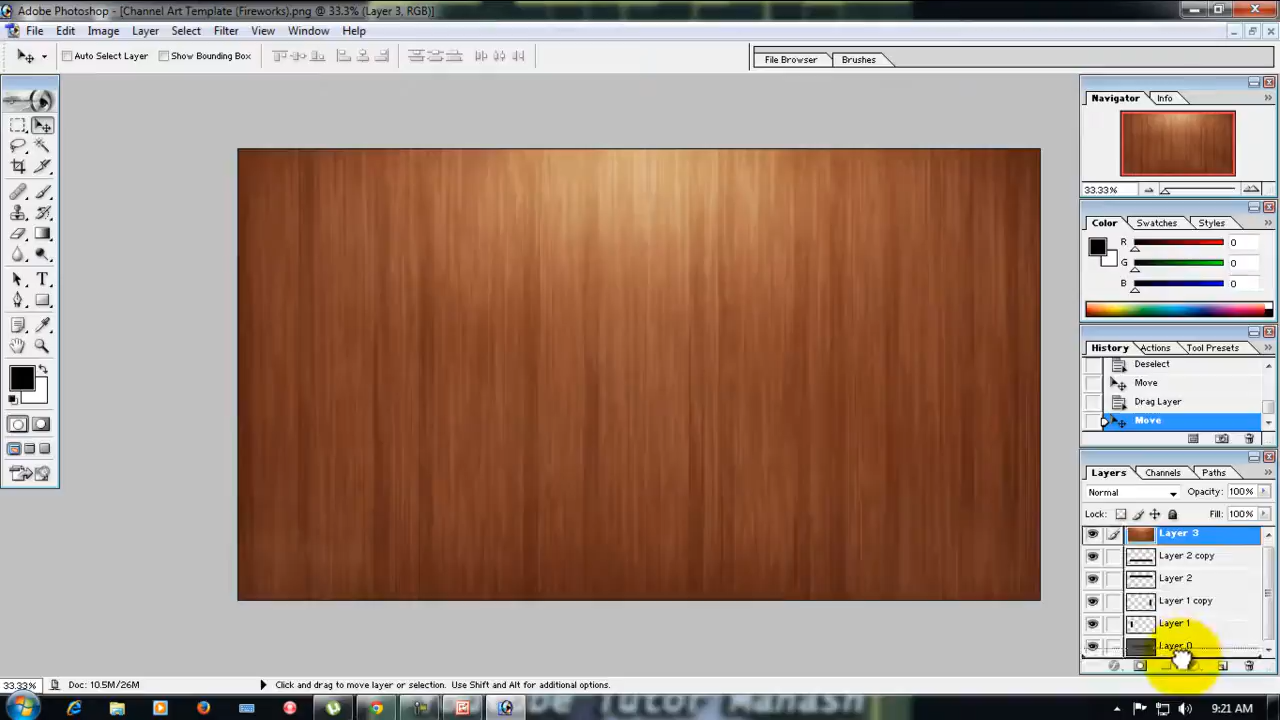 Adobe Photoshop - [Channel Art Template (Fireworks).png @ 33.3% (Layer 3, RGB)]
File Edit Image Layer Select Filter View Window Help
Auto Select Layer Show Bounding Box
File Browser Brushes
Navigator Info
33.33%
Color Swatches Styles
R 0
G 0
B 0
History Actions Tool Presets
Deselect
Move
Drag Layer
Move
Layers Channels Paths
Normal Opacity: 100%
Lock: Fill: 100%
Layer 3
Layer 2 copy
Layer 2
Layer 1 copy
Layer 1
Layer 0
33.33% Doc: 10.5M/26M Click and drag to move layer or selection. Use Shift and Alt for additional options.
9:21 AM